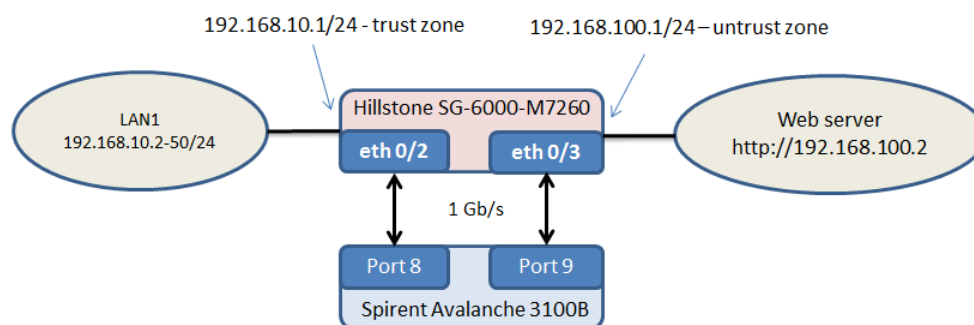 192.168.10.1/24 - trust zone
192.168.100.1/24 – untrust zone
Hillstone SG-6000-M7260
LAN1
192.168.10.2-50/24
eth 0/2
eth 0/3
Web server
http://192.168.100.2
1 Gb/s
Port 8
Port 9
Spirent Avalanche 3100B